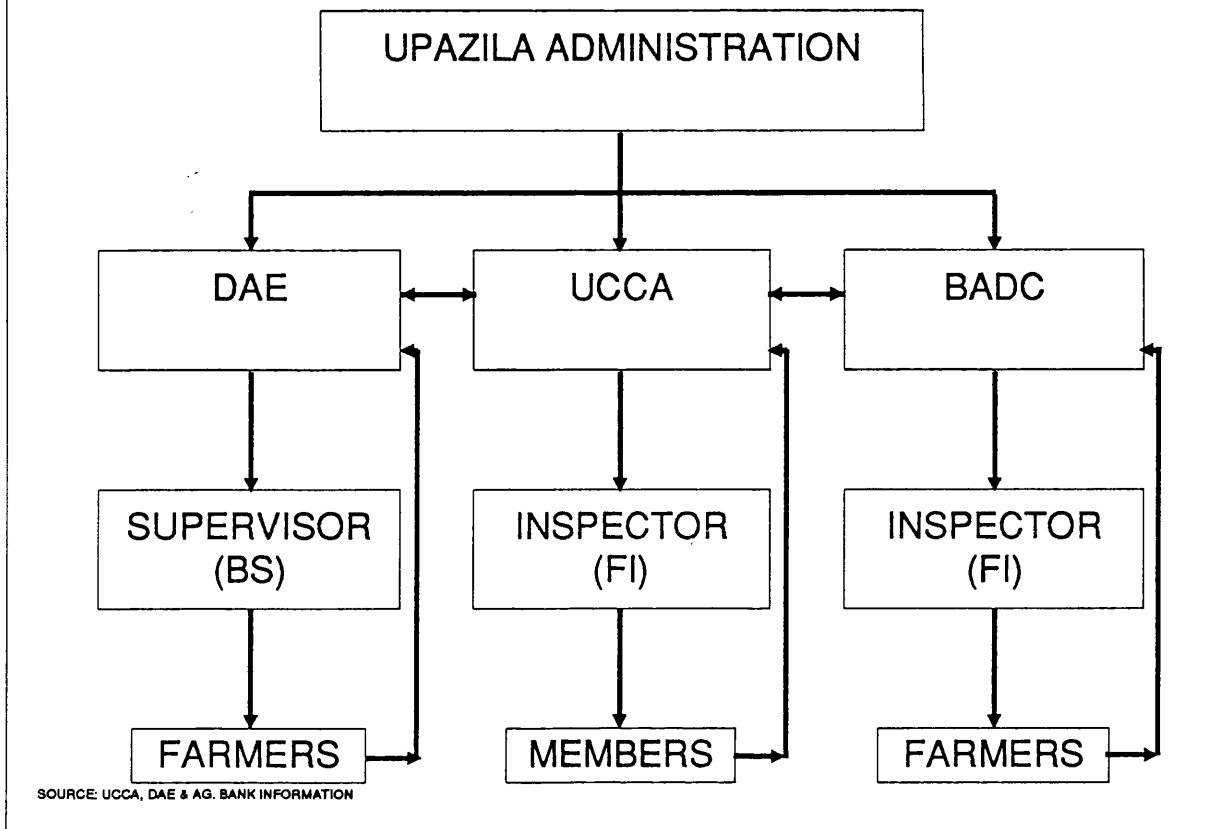 UPAZILA ADMINISTRATION
DAE
UCCA
BADC
SUPERVISOR
(BS)
INSPECTOR
(FI)
INSPECTOR
(FI)
FARMERS
MEMBERS
FARMERS
SOURCE: UCCA, DAE & AG. BANK INFORMATION